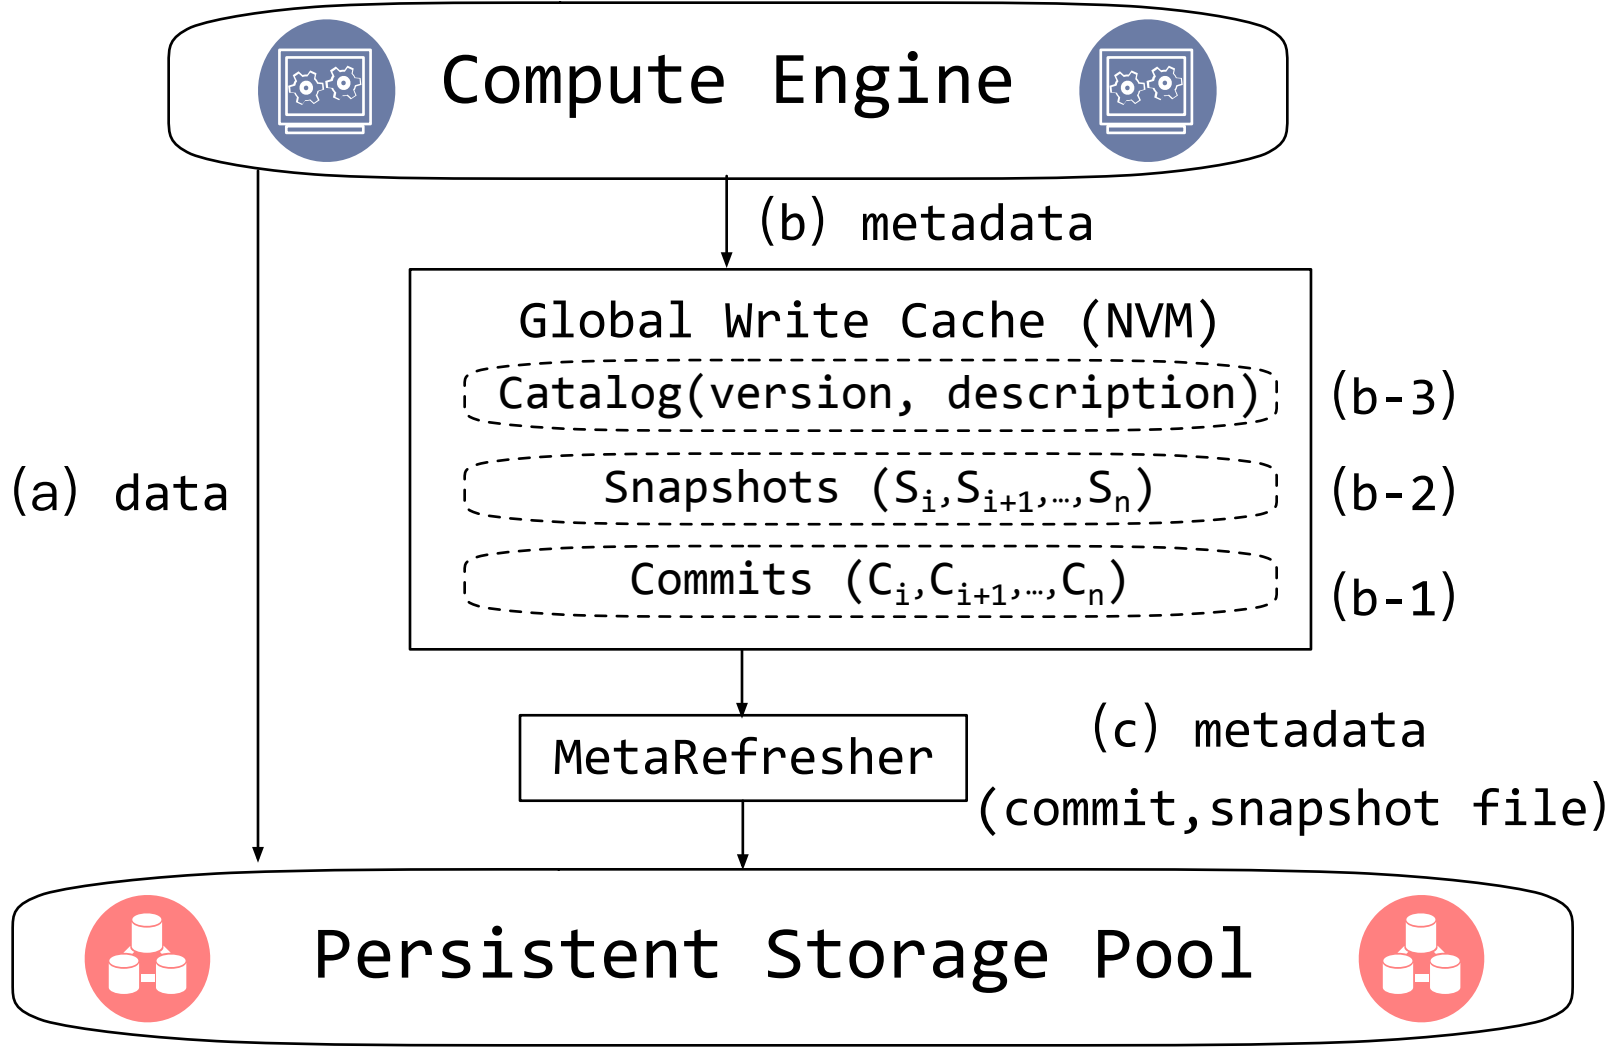 Compute Engine
(b) metadata
Global Write Cache (NVM)
Catalog(version, description) (b-3)
Snapshots (Si,Si+1,…,Sn) (b-2)
(a) data
Commits (Ci,Ci+1,…,Cn) (b-1)
(c) metadata
MetaRefresher
(commit,snapshot file)
Persistent Storage Pool